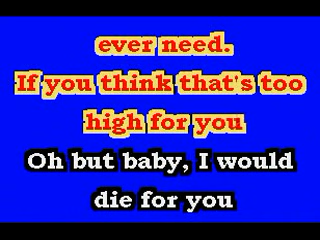 ever need.
If you think that's too
high for you
Oh but baby, I would
die for you